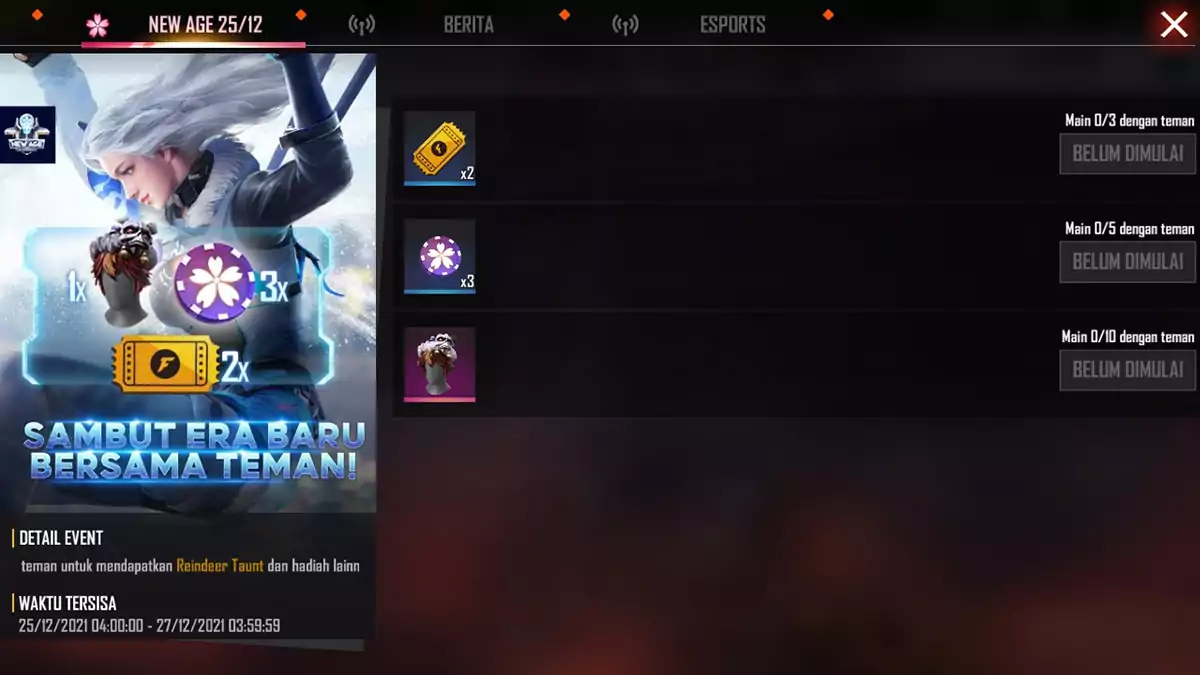 NEW AGE 25/12
BERITA
ESPORTS
NEW AGE
1x
3x
2x
SAMBUT ERA BARU
BERSAMA TEMAN!
DETAIL EVENT
teman untuk mendapatkan Reindeer Taunt dan hadiah lainn
WAKTU TERSISA
25/12/2021 04:00:00 - 27/12/2021 03:59:59
x2
Main 0/3 dengan teman
BELUM DIMULAI
x3
Main 0/5 dengan teman
BELUM DIMULAI
Main 0/10 dengan teman
BELUM DIMULAI